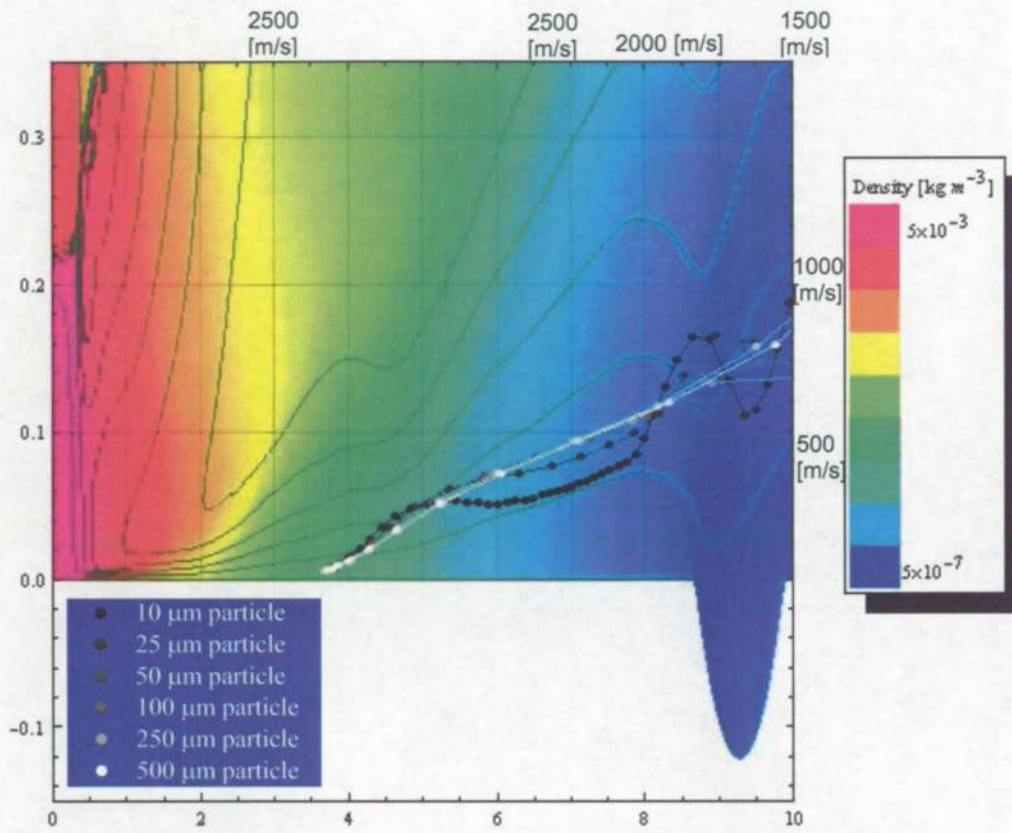 2500
[m/s]
2500
[m/s]
2000 [m/s]
1500
[m/s]
0.3
0.2
0.1
0.0
-0.1
1000
[m/s]
500
[m/s]
Density [kg m⁻³]
5×10⁻³
5×10⁻⁷
10 μm particle
25 μm particle
50 μm particle
100 μm particle
250 μm particle
500 μm particle
0 2 4 6 8 10